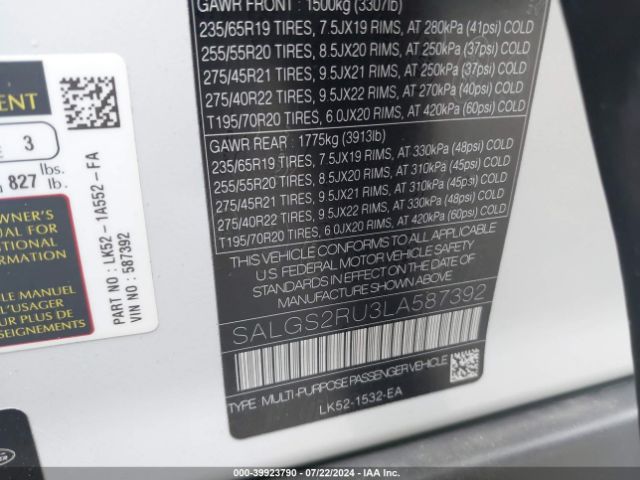 GAWR FRONT : 1500kg (3307lb)
235/65R19 TIRES, 7.5JX19 RIMS, AT 280kPa (41psi) COLD
255/55R20 TIRES, 8.5JX20 RIMS, AT 250kPa (37psi) COLD
275/45R21 TIRES, 9.5JX21 RIMS, AT 250kPa (37psi) COLD
275/40R22 TIRES, 9.5JX22 RIMS, AT 270kPa (40psi) COLD
T195/70R20 TIRES, 6.0JX20 RIMS, AT 420kPa (60psi) COLD
GAWR REAR : 1775kg (3913lb)
235/65R19 TIRES, 7.5JX19 RIMS, AT 330kPa (48psi) COLD
255/55R20 TIRES, 8.5JX20 RIMS, AT 310kPa (45psi) COLD
275/45R21 TIRES, 9.5JX21 RIMS, AT 310kPa (45psi) COLD
275/40R22 TIRES, 9.5JX22 RIMS, AT 330kPa (48psi) COLD
T195/70R20 TIRES, 6.0JX20 RIMS, AT 420kPa (60psi) COLD
THIS VEHICLE CONFORMS TO ALL APPLICABLE
U.S. FEDERAL MOTOR VEHICLE SAFETY
STANDARDS IN EFFECT ON THE DATE OF
MANUFACTURE SHOWN ABOVE.
SALGS2RU3LA587392
TYPE: MULTI-PURPOSE PASSENGER VEHICLE
LK52-1532-EA
3
lbs.
827 lb.
OWNER'S
MANUEL
L'USAGER
POUR PLUS
PART NO : LK52-1A552-FA
VIN NO : 587392
000-39923790 - 07/22/2024 - IAA Inc.